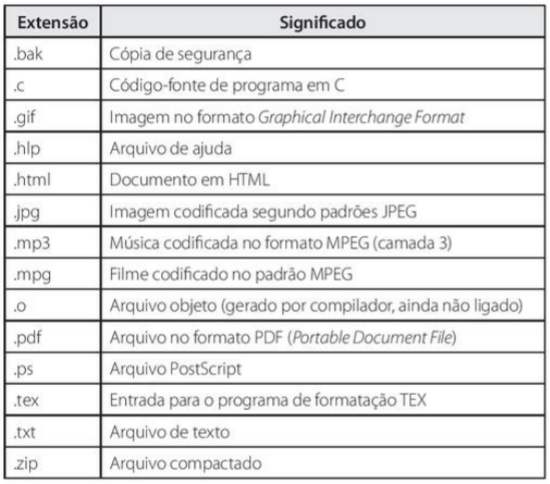 Extensão Significado
.bak Cópia de segurança
.c Código-fonte de programa em C
.gif Imagem no formato Graphical Interchange Format
.hlp Arquivo de ajuda
.html Documento em HTML
.jpg Imagem codificada segundo padrões JPEG
.mp3 Música codificada no formato MPEG (camada 3)
.mpg Filme codificado no padrão MPEG
.o Arquivo objeto (gerado por compilador, ainda não ligado)
.pdf Arquivo no formato PDF (Portable Document File)
.ps Arquivo PostScript
.tex Entrada para o programa de formatação TEX
.txt Arquivo de texto
.zip Arquivo compactado